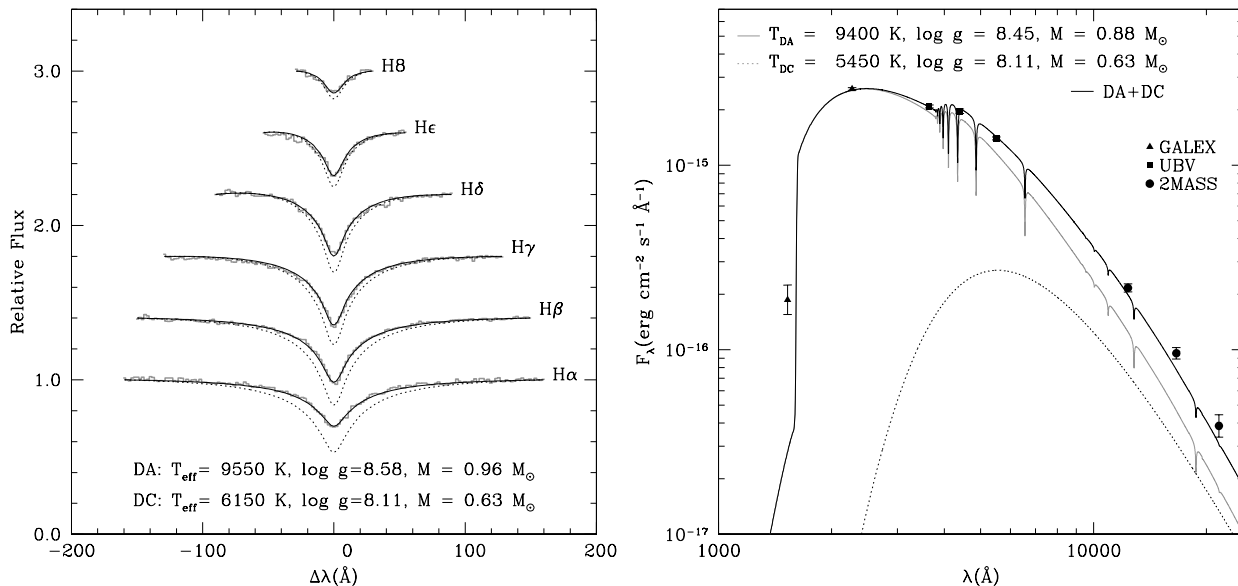 Relative Flux
3.0
2.0
1.0
0.0
H8
Hε
Hδ
Hγ
Hβ
Hα
DA: Teff= 9550 K, log g=8.58, M = 0.96 M⊙
DC: Teff= 6150 K, log g=8.11, M = 0.63 M⊙
−200 −100 0 100 200
Δλ(Å)
Fλ(erg cm⁻² s⁻¹ Å⁻¹)
10⁻¹⁵
10⁻¹⁶
10⁻¹⁷
TDA = 9400 K, log g = 8.45, M = 0.88 M⊙
TDC = 5450 K, log g = 8.11, M = 0.63 M⊙
DA+DC
GALEX
UBV
2MASS
1000 10000
λ(Å)